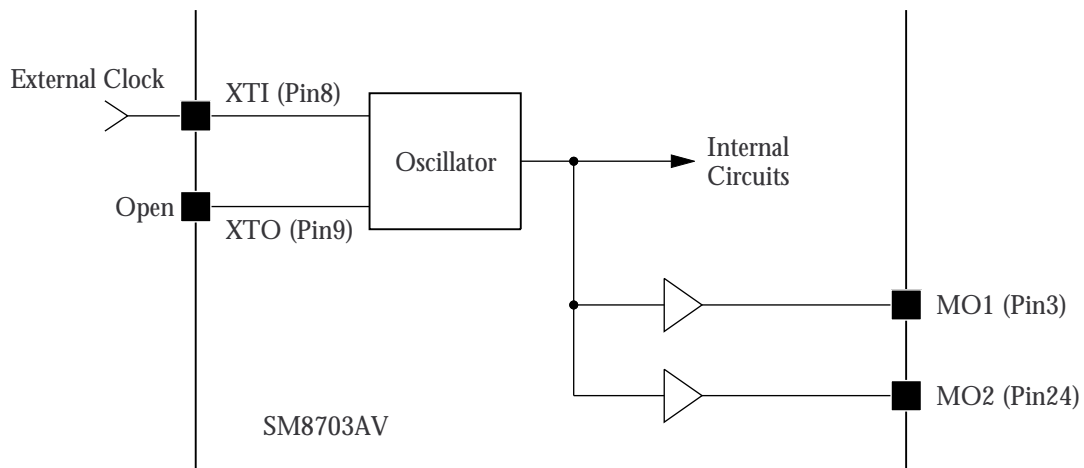 External Clock
XTI (Pin8)
Oscillator
Internal
Circuits
Open
XTO (Pin9)
MO1 (Pin3)
MO2 (Pin24)
SM8703AV